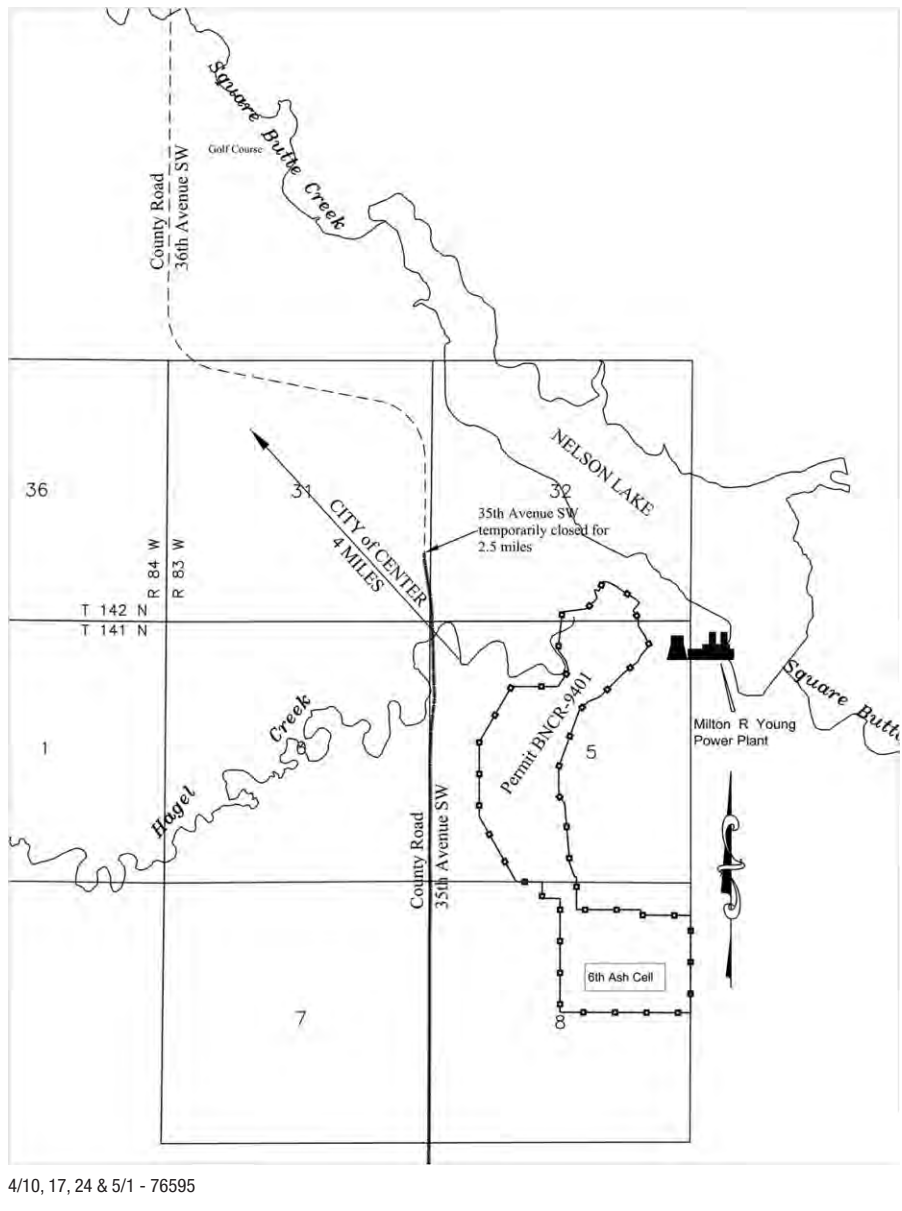 Square Butte Creek
Golf Course
County Road
36th Avenue SW
NELSON LAKE
36
31
32
35th Avenue SW
temporarily closed for
2.5 miles
CITY of CENTER
4 MILES
R 84 W
R 83 W
T 142 N
T 141 N
Permit BNCR-9401
Square Butte
Milton R Young
Power Plant
Hagel Creek
1
6
5
County Road
35th Avenue SW
6th Ash Cell
7
8
4/10, 17, 24 & 5/1 - 76595